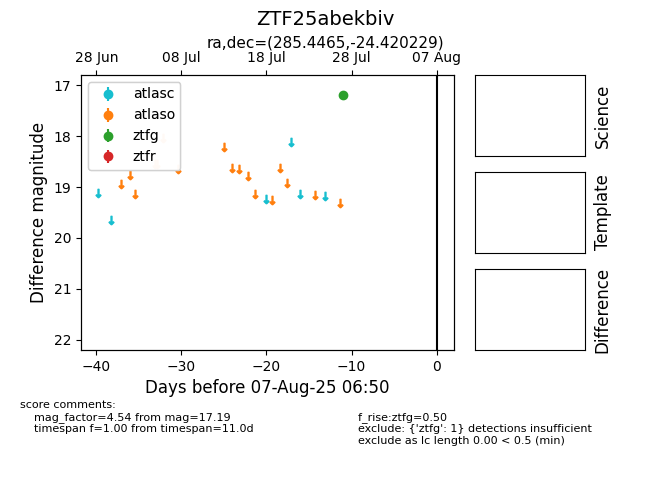 ZTF25abekbiv
ra,dec=(285.4465,-24.420229)
28 Jun
08 Jul
18 Jul
28 Jul
07 Aug
atlasc
atlaso
ztfg
ztfr
17
18
19
20
21
22
Difference magnitude
−40
−30
−20
−10
0
Days before 07-Aug-25 06:50
Science
Template
Difference
score comments:
mag_factor=4.54 from mag=17.19
timespan f=1.00 from timespan=11.0d
f_rise:ztfg=0.50
exclude: {'ztfg': 1} detections insufficient
exclude as lc length 0.00 < 0.5 (min)